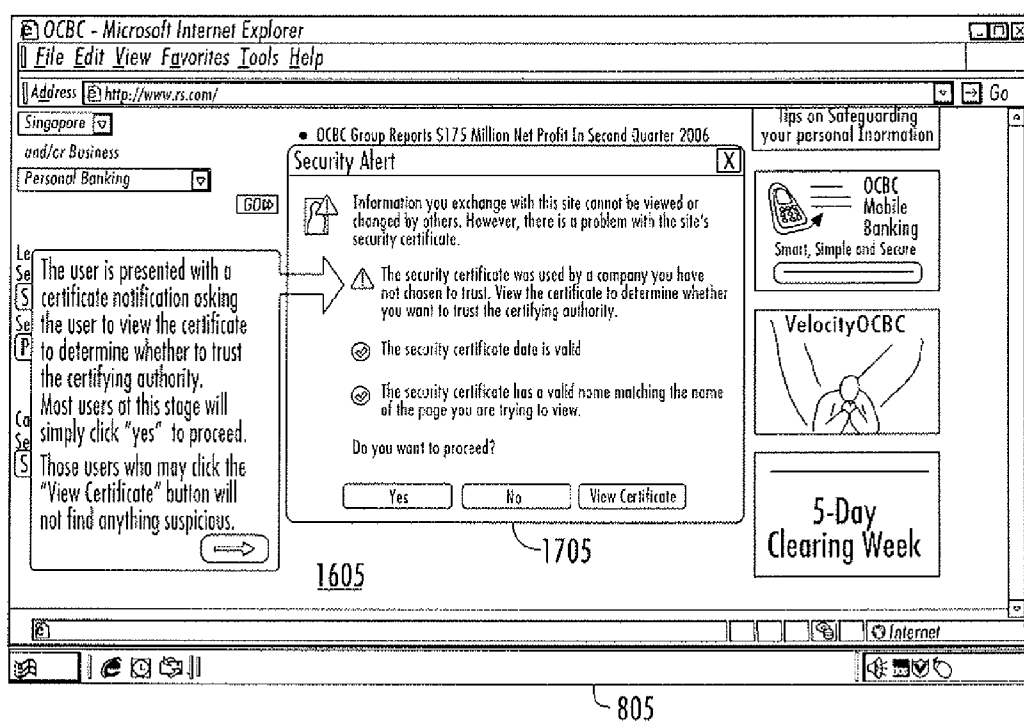 OCBC - Microsoft Internet Explorer
File Edit View Favorites Tools Help
Address http://www.rs.com/
Go
Singapore
and/cr Business
Personal Banking
GO
• OCBC Group Reports $175 Million Net Profit In Second Quarter 2006
Tips on Safeguarding
your personal Inormation
Security Alert
X
Information you exchange with this site cannot be viewed or
changed by others. However, there is a problem with the site's
security certificate.
The security certificate was used by a company you have
not chosen to trust. View the certificate to determine whether
you want to trust the certifying authority.
The security certificate date is valid
The security certificate has a valid name matching the name
of the page you are trying to view.
Do you want to proceed?
Yes
No
View Certificate
1705
Le
Se
S
Se
P
Ca
Se
S
The user is presented with a
certificate notification asking
the user to view the certificate
to determine whether to trust
the certifying authority.
Most users at this stage will
simply click "yes" to proceed.
Those users who may click the
"View Certificate" button will
not find anything suspicious.
OCBC
Mobile
Banking
Smart, Simple and Secure
VelocityOCBC
5-Day
Clearing Week
1605
Internet
805